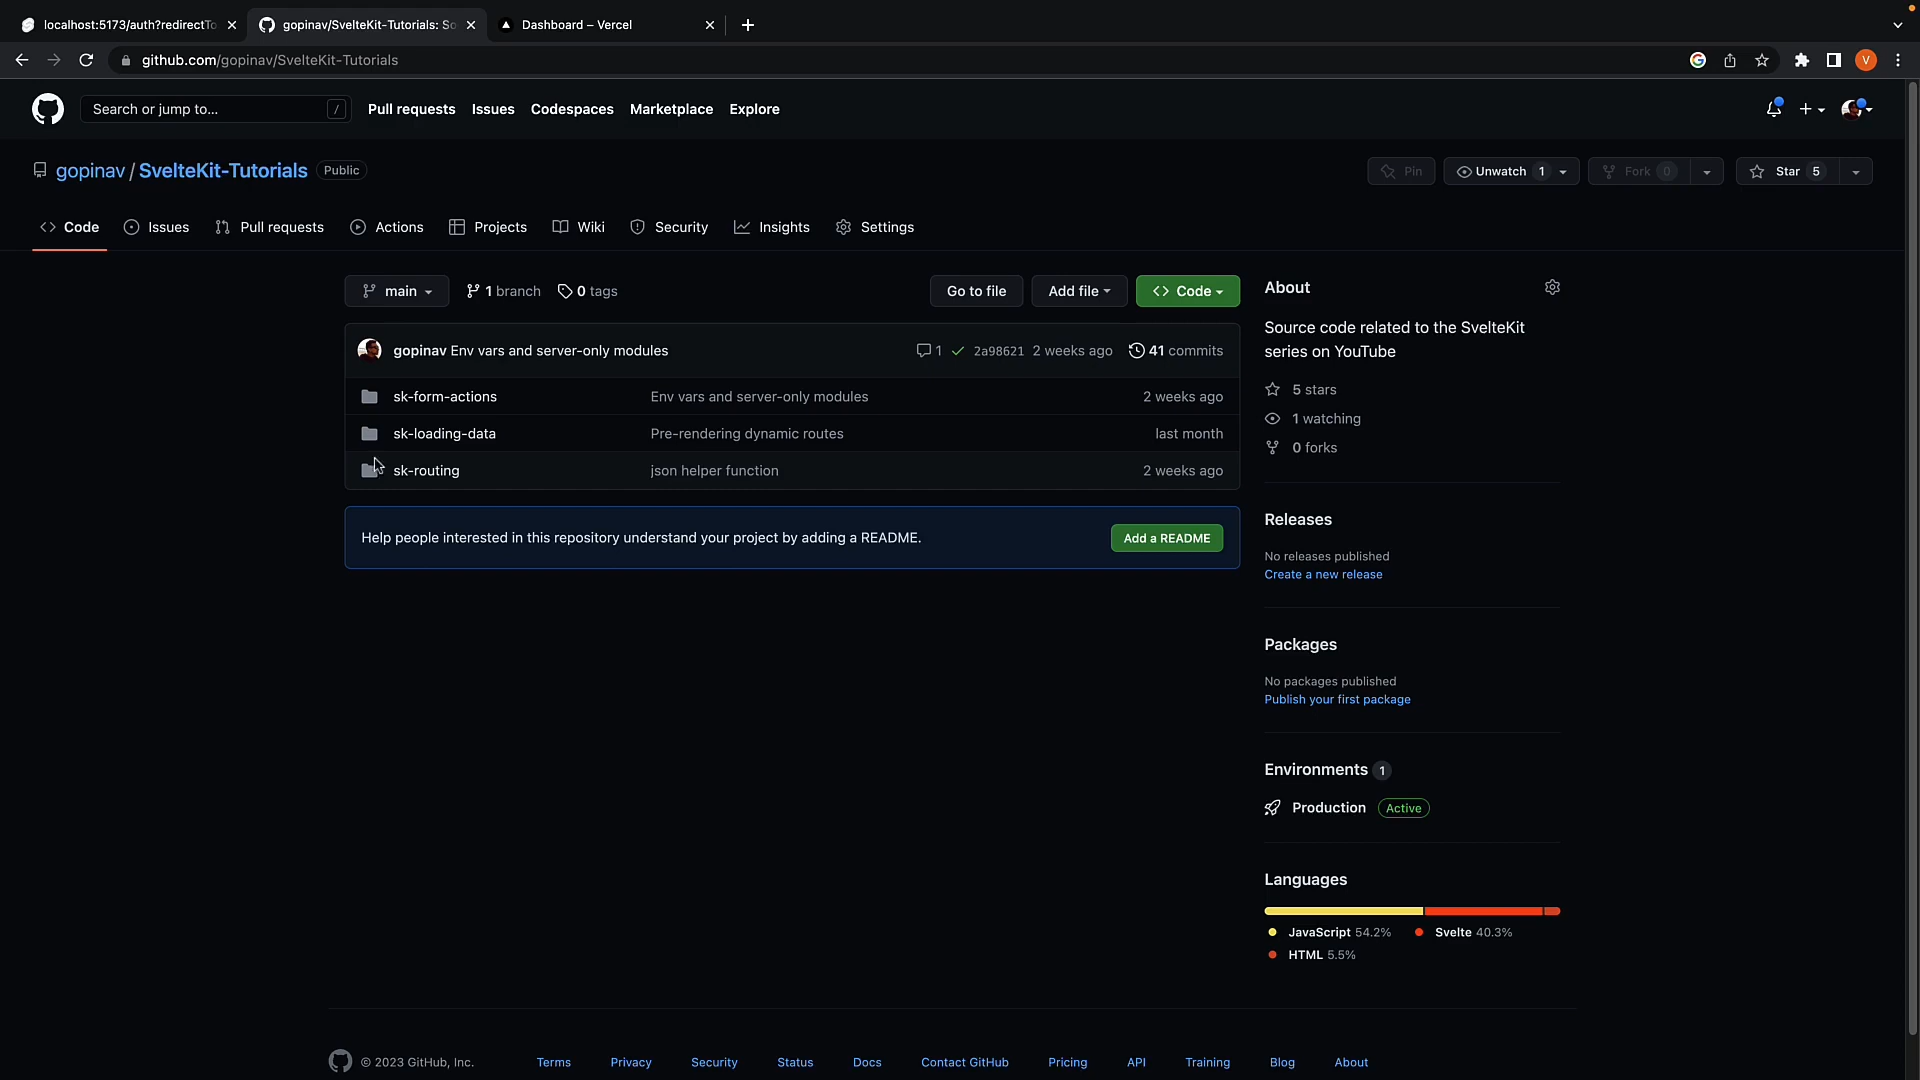 localhost:5173/auth?redirectTo
gopinav/SvelteKit-Tutorials: So
Dashboard – Vercel
github.com/gopinav/SvelteKit-Tutorials
V
Search or jump to...
/
Pull requests
Issues
Codespaces
Marketplace
Explore
gopinav / SvelteKit-Tutorials
Public
Pin
Unwatch 1
Fork 0
Star 5
Code
Issues
Pull requests
Actions
Projects
Wiki
Security
Insights
Settings
main
1 branch
0 tags
Go to file
Add file
Code
gopinav Env vars and server-only modules
1
2a98621 2 weeks ago
41 commits
sk-form-actions
Env vars and server-only modules
2 weeks ago
sk-loading-data
Pre-rendering dynamic routes
last month
sk-routing
json helper function
2 weeks ago
Help people interested in this repository understand your project by adding a README.
Add a README
About
Source code related to the SvelteKit
series on YouTube
5 stars
1 watching
0 forks
Releases
No releases published
Create a new release
Packages
No packages published
Publish your first package
Environments 1
Production
Active
Languages
JavaScript 54.2%
Svelte 40.3%
HTML 5.5%
© 2023 GitHub, Inc.
Terms
Privacy
Security
Status
Docs
Contact GitHub
Pricing
API
Training
Blog
About